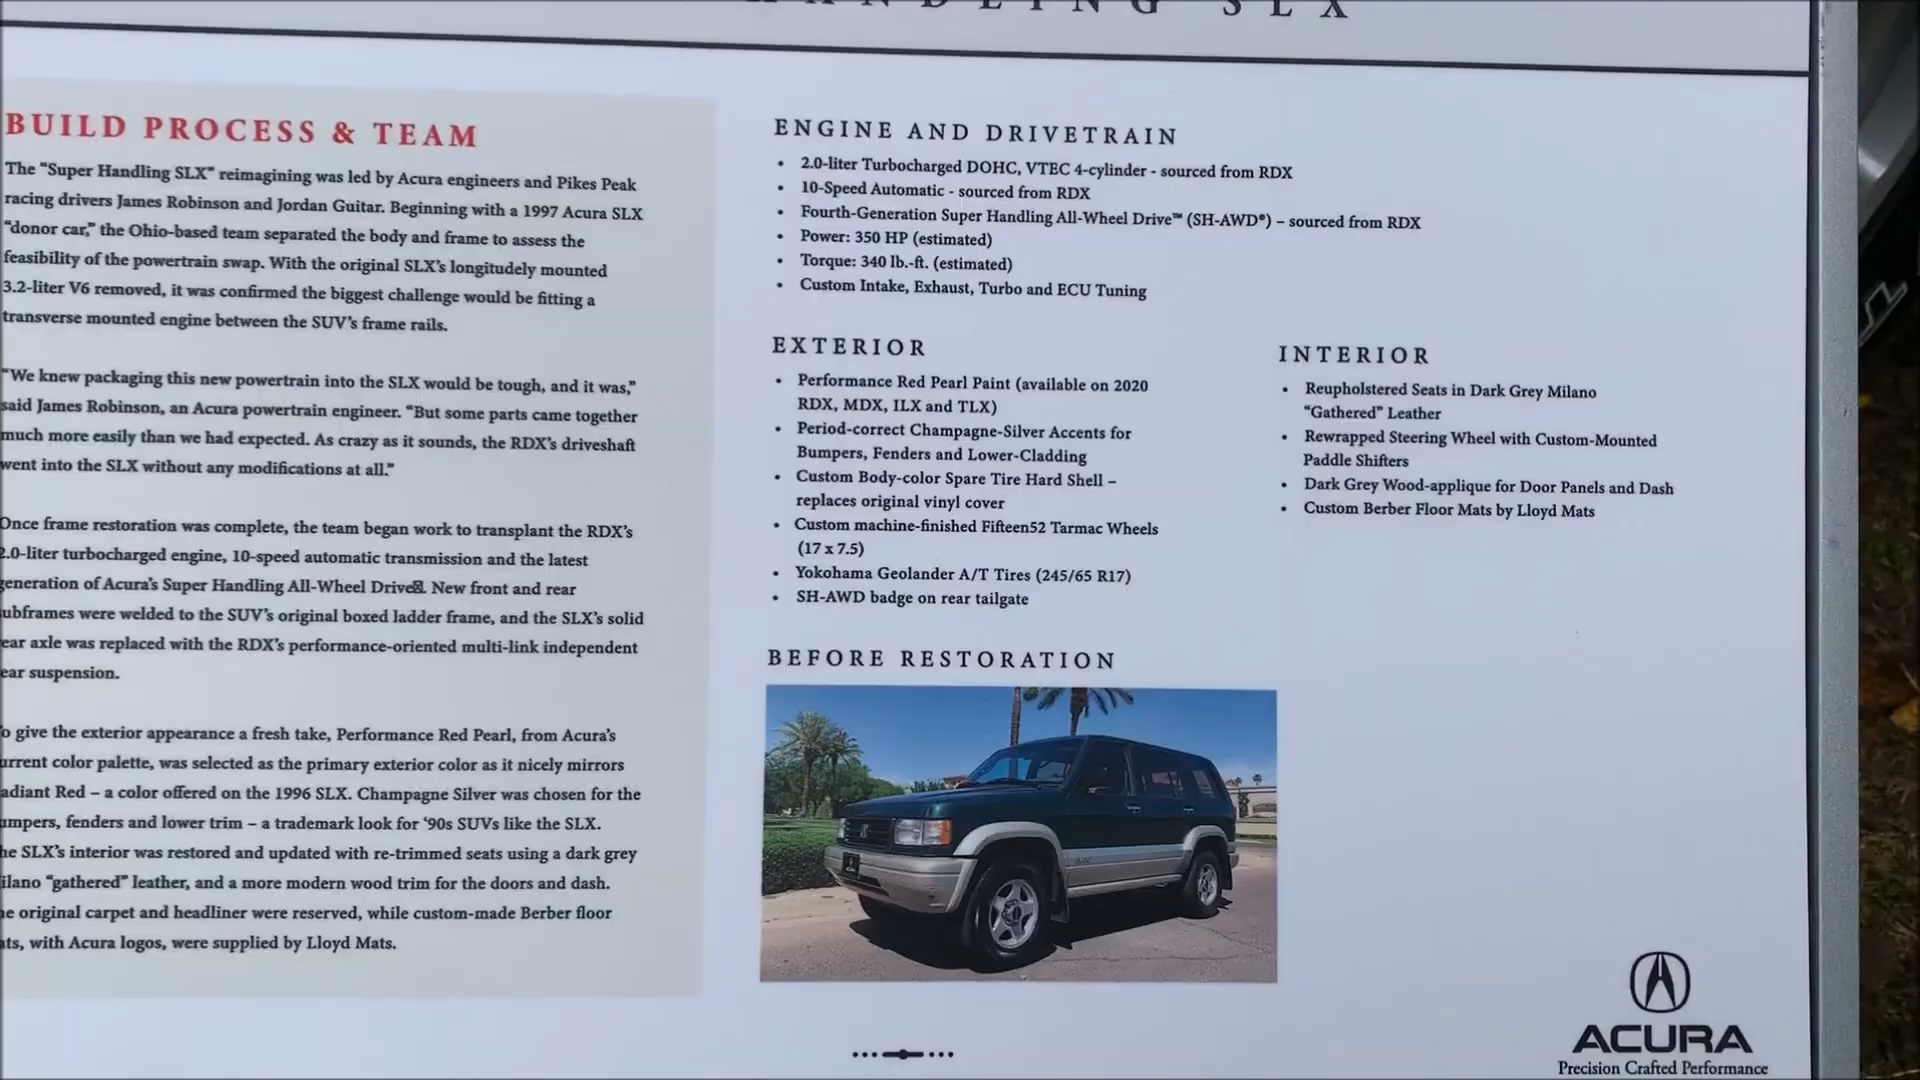 HANDLING SLX
BUILD PROCESS & TEAM
The “Super Handling SLX” reimagining was led by Acura engineers and Pikes Peak
racing drivers James Robinson and Jordan Guitar. Beginning with a 1997 Acura SLX
“donor car,” the Ohio-based team separated the body and frame to assess the
feasibility of the powertrain swap. With the original SLX’s longitudely mounted
3.2-liter V6 removed, it was confirmed the biggest challenge would be fitting a
transverse mounted engine between the SUV’s frame rails.
“We knew packaging this new powertrain into the SLX would be tough, and it was,”
said James Robinson, an Acura powertrain engineer. “But some parts came together
much more easily than we had expected. As crazy as it sounds, the RDX’s driveshaft
went into the SLX without any modifications at all.”
Once frame restoration was complete, the team began work to transplant the RDX’s
2.0-liter turbocharged engine, 10-speed automatic transmission and the latest
generation of Acura’s Super Handling All-Wheel Drive. New front and rear
ubframes were welded to the SUV’s original boxed ladder frame, and the SLX’s solid
ear axle was replaced with the RDX’s performance-oriented multi-link independent
ear suspension.
o give the exterior appearance a fresh take, Performance Red Pearl, from Acura’s
urrent color palette, was selected as the primary exterior color as it nicely mirrors
adiant Red – a color offered on the 1996 SLX. Champagne Silver was chosen for the
umpers, fenders and lower trim – a trademark look for ‘90s SUVs like the SLX.
he SLX’s interior was restored and updated with re-trimmed seats using a dark grey
ilano “gathered” leather, and a more modern wood trim for the doors and dash.
e original carpet and headliner were reserved, while custom-made Berber floor
ats, with Acura logos, were supplied by Lloyd Mats.
ENGINE AND DRIVETRAIN
• 2.0-liter Turbocharged DOHC, VTEC 4-cylinder - sourced from RDX
• 10-Speed Automatic - sourced from RDX
• Fourth-Generation Super Handling All-Wheel Drive™ (SH-AWD®) – sourced from RDX
• Power: 350 HP (estimated)
• Torque: 340 lb.-ft. (estimated)
• Custom Intake, Exhaust, Turbo and ECU Tuning
EXTERIOR
• Performance Red Pearl Paint (available on 2020
RDX, MDX, ILX and TLX)
• Period-correct Champagne-Silver Accents for
Bumpers, Fenders and Lower-Cladding
• Custom Body-color Spare Tire Hard Shell –
replaces original vinyl cover
• Custom machine-finished Fifteen52 Tarmac Wheels
(17 x 7.5)
• Yokohama Geolander A/T Tires (245/65 R17)
• SH-AWD badge on rear tailgate
INTERIOR
• Reupholstered Seats in Dark Grey Milano
“Gathered” Leather
• Rewrapped Steering Wheel with Custom-Mounted
Paddle Shifters
• Dark Grey Wood-applique for Door Panels and Dash
• Custom Berber Floor Mats by Lloyd Mats
BEFORE RESTORATION
ACURA
Precision Crafted Performance